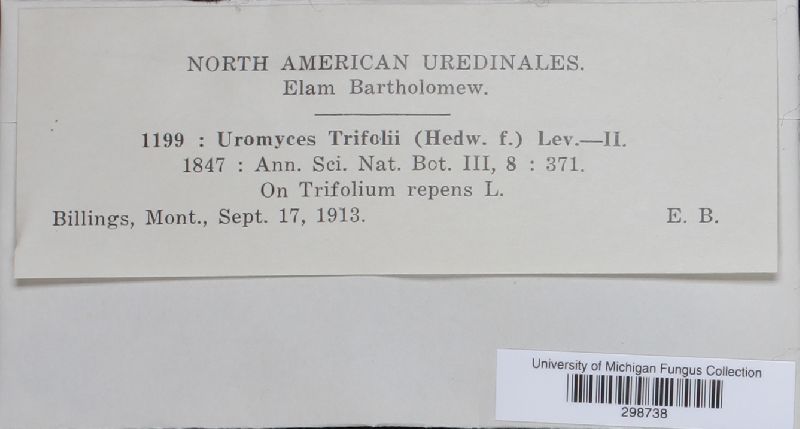 NORTH AMERICAN UREDINALES.
Elam Bartholomew.
1199 : Uromyces Trifolii (Hedw. f.) Lev.—II.
1847 : Ann. Sci. Nat. Bot. III, 8 : 371.
On Trifolium repens L.
Billings, Mont., Sept. 17, 1913. E. B.
University of Michigan Fungus Collection
298738